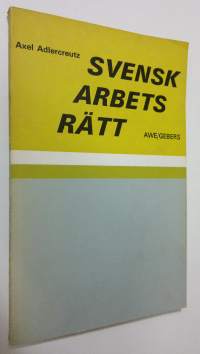 Axel Adlercreutz
SVENSK
ARBETS
RÄTT
AWE/GEBERS